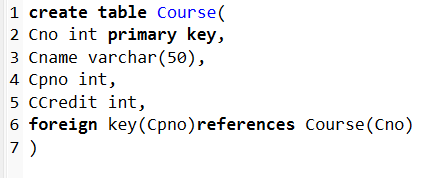 1 create table Course(
2 Cno int primary key,
3 Cname varchar(50),
4 Cpno int,
5 CCredit int,
6 foreign key(Cpno)references Course(Cno)
7 )